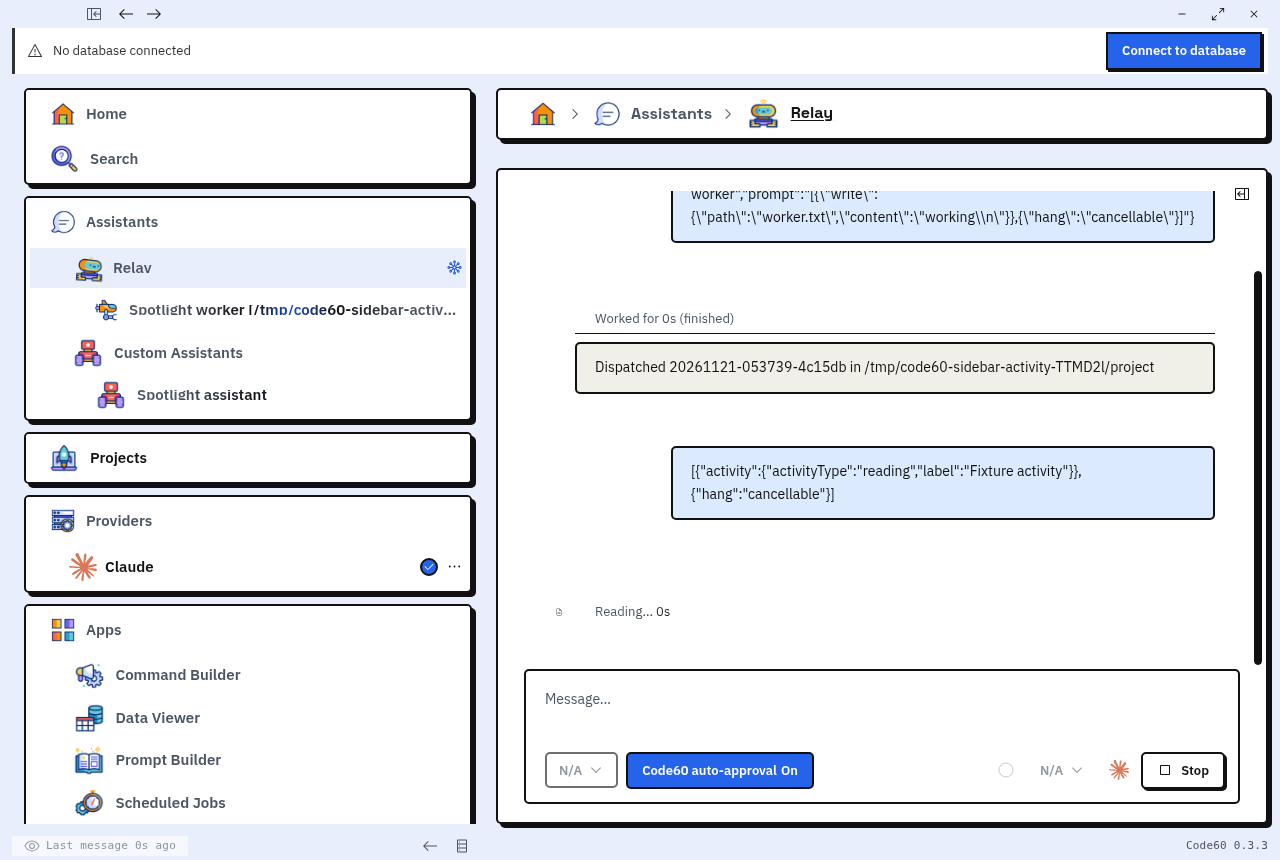 No database connected
Connect to database
Home
Search
Assistants
Relay
Spotlight worker [/tmp/code60-sidebar-activ...
Custom Assistants
Spotlight assistant
Projects
Providers
Claude
Apps
Command Builder
Data Viewer
Prompt Builder
Scheduled Jobs
Last message 0s ago
Assistants
Relay
worker","prompt":"[{\"write\":
{\"path\":\"worker.txt\",\"content\":\"working\\n\"}},{\"hang\":\"cancellable\"}]"}
Worked for 0s (finished)
Dispatched 20261121-053739-4c15db in /tmp/code60-sidebar-activity-TTMD2l/project
[{"activity":{"activityType":"reading","label":"Fixture activity"}},
{"hang":"cancellable"}]
Reading... 0s
Message...
N/A
Code60 auto-approval On
N/A
Stop
Code60 0.3.3